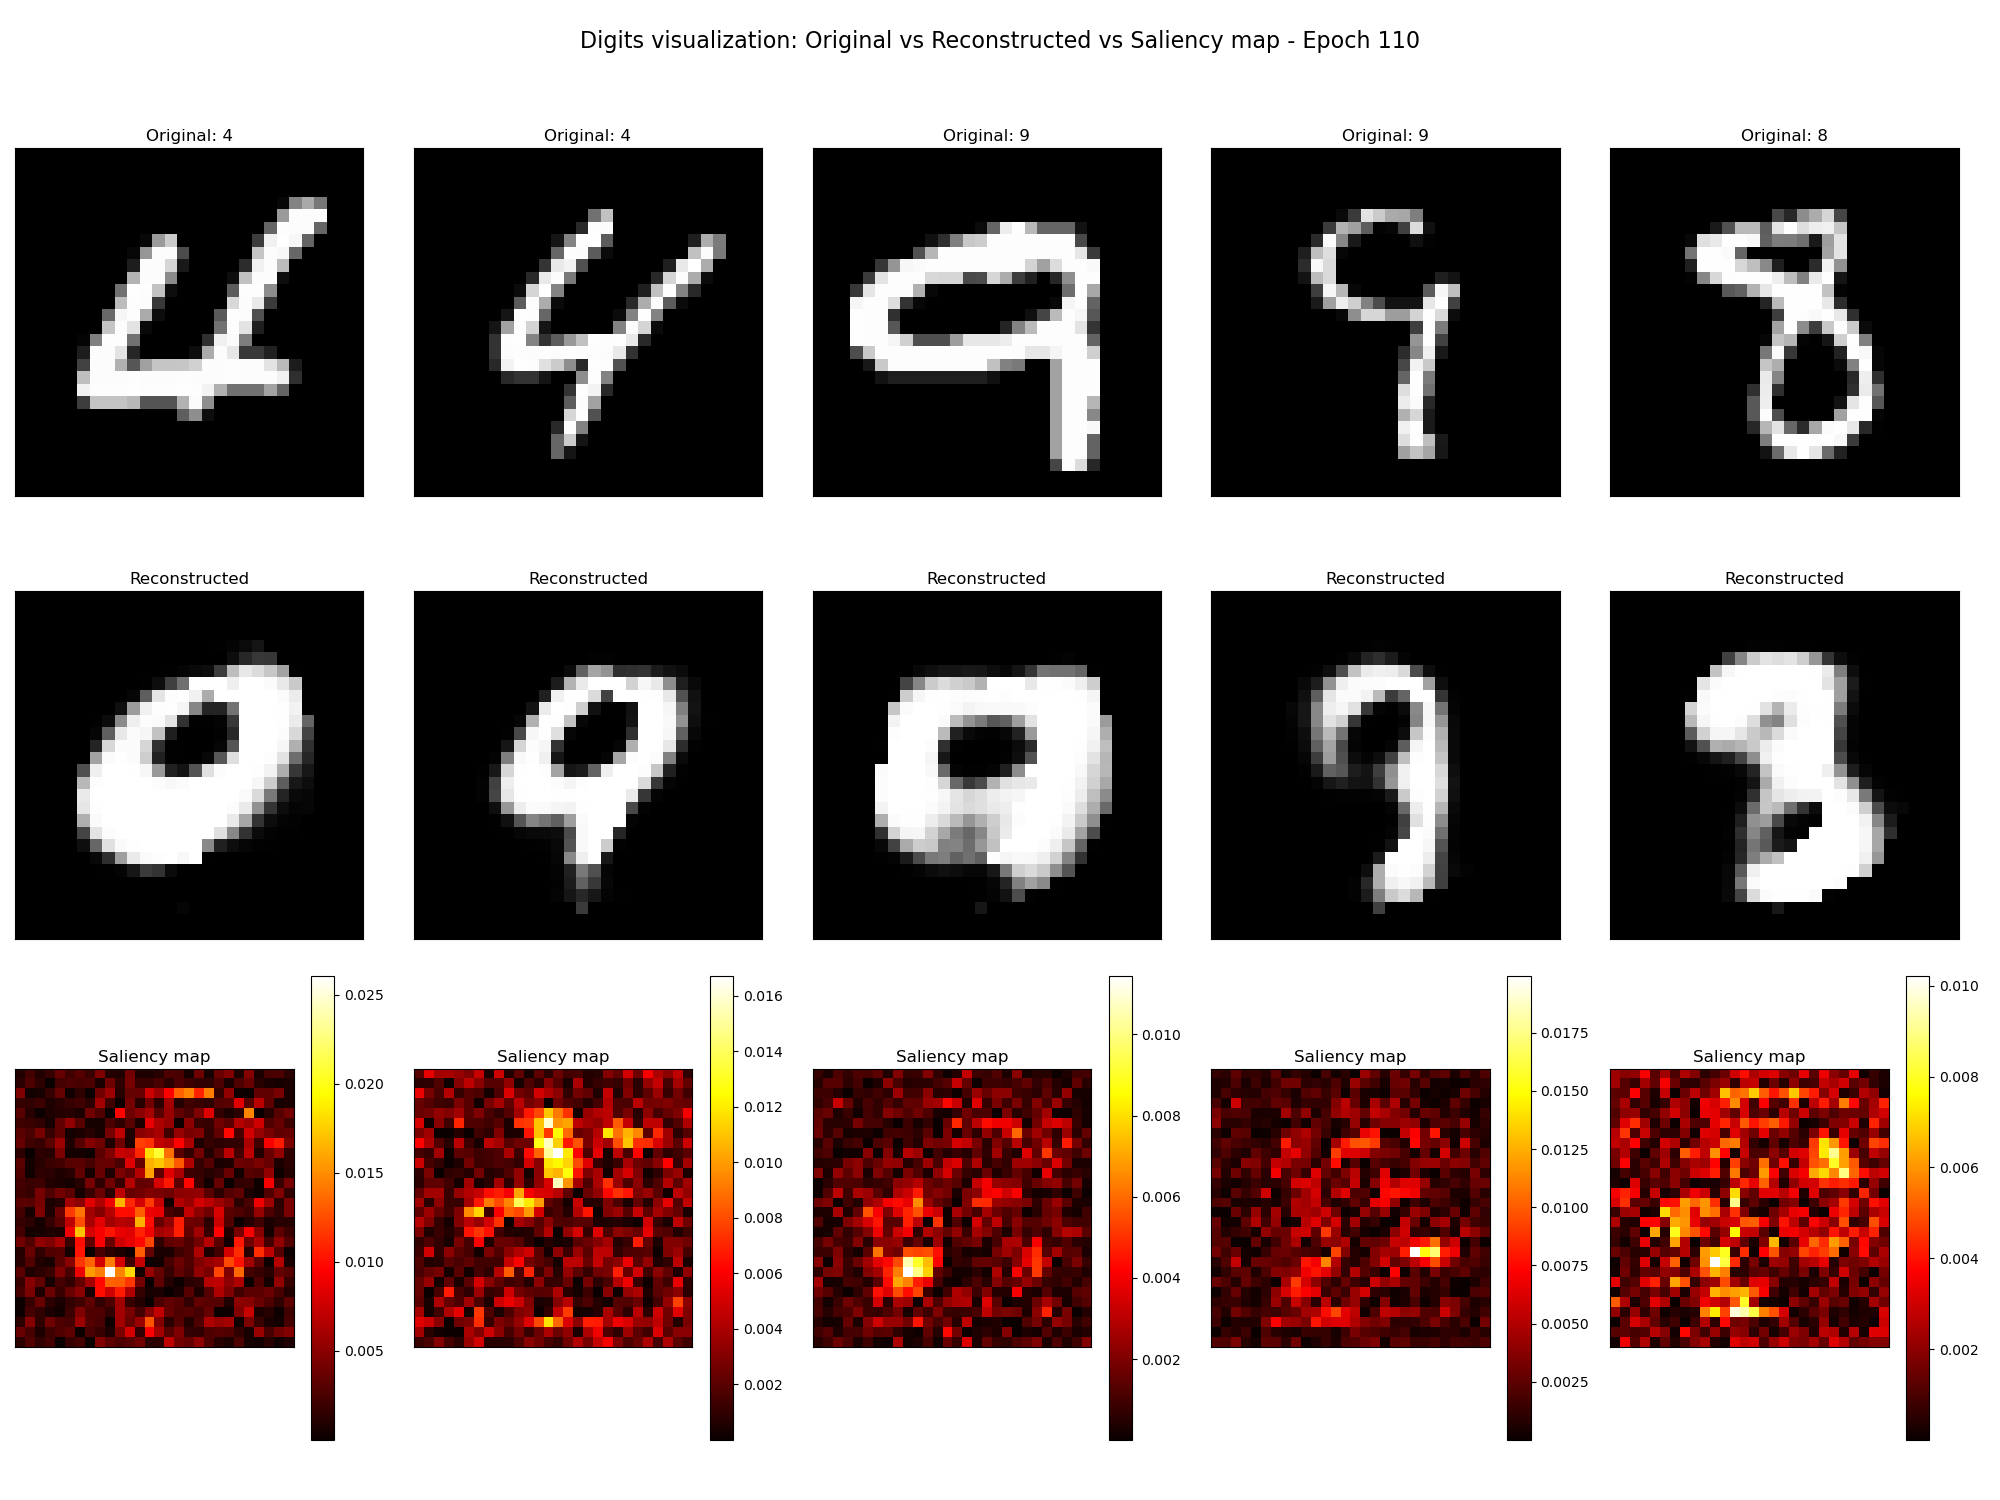 Digits visualization: Original vs Reconstructed vs Saliency map - Epoch 110
Original: 4
Original: 4
Original: 9
Original: 9
Original: 8
4
4
9
9
8
Reconstructed
Reconstructed
Reconstructed
Reconstructed
Reconstructed
Saliency map
0.025
0.020
0.015
0.010
0.005
Saliency map
0.016
0.014
0.012
0.010
0.008
0.006
0.004
0.002
Saliency map
0.010
0.008
0.006
0.004
0.002
Saliency map
0.0175
0.0150
0.0125
0.0100
0.0075
0.0050
0.0025
Saliency map
0.010
0.008
0.006
0.004
0.002